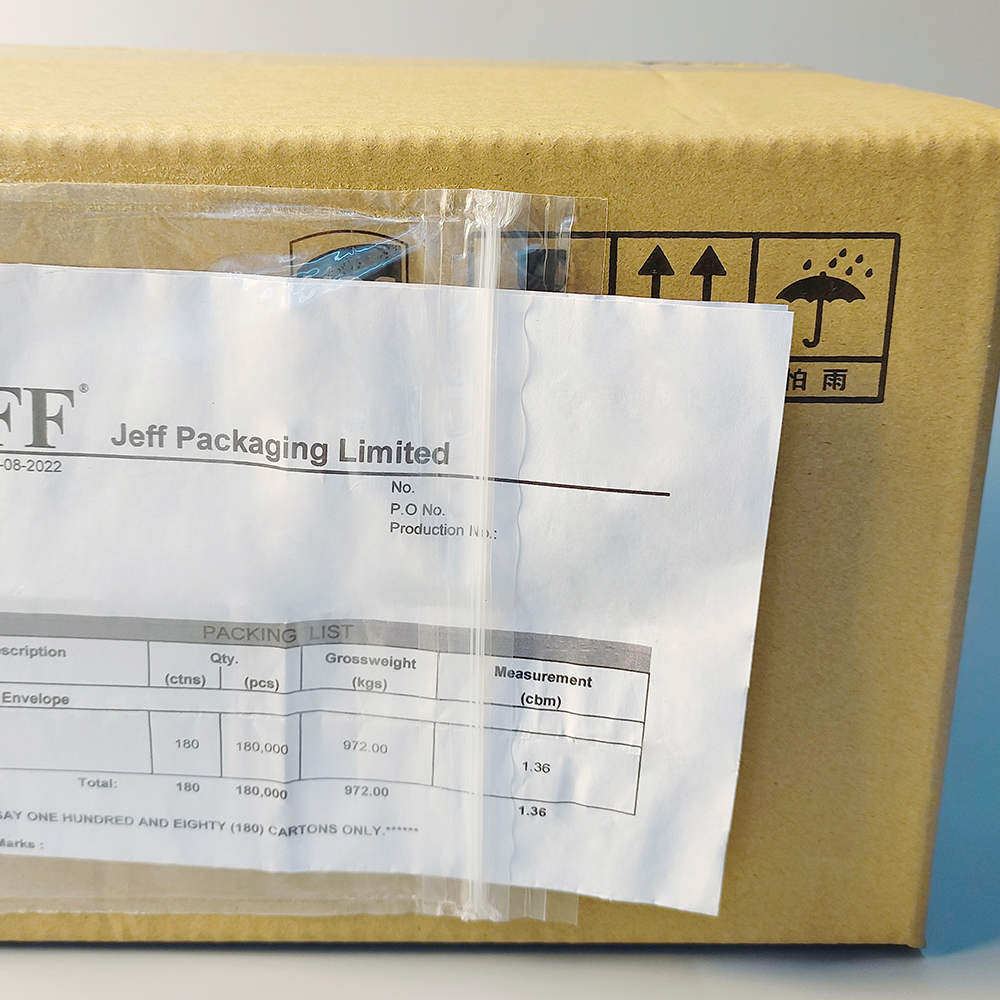 FF®
Jeff Packaging Limited
-08-2022
No.
P.O No.
Production No.:
PACKING LIST
scription Qty. Grossweight Measurement
(ctns) (pcs) (kgs) (cbm)
Envelope
180 180,000 972.00 1.36
Total: 180 180,000 972.00 1.36
SAY ONE HUNDRED AND EIGHTY (180) CARTONS ONLY.******
Marks :
怕 雨